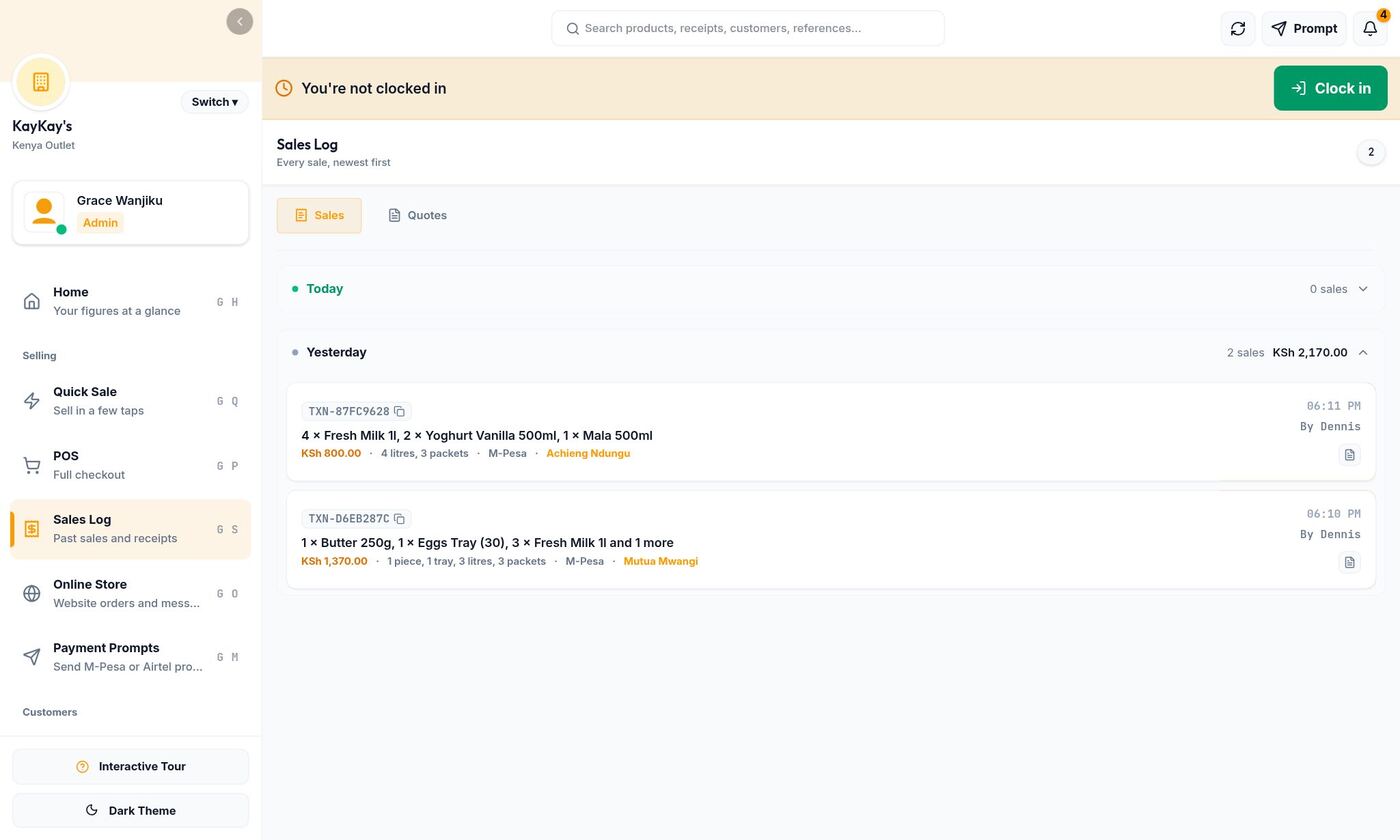 Search products, receipts, customers, references...
Prompt
4
KayKay's
Kenya Outlet
Switch ▾
Grace Wanjiku
Admin
Home
Your figures at a glance
G H
Selling
Quick Sale
Sell in a few taps
G Q
POS
Full checkout
G P
Sales Log
Past sales and receipts
G S
Online Store
Website orders and mess...
G O
Payment Prompts
Send M-Pesa or Airtel pro...
G M
Customers
Interactive Tour
Dark Theme
You're not clocked in
Clock in
Sales Log
Every sale, newest first
2
Sales
Quotes
Today
0 sales
Yesterday
2 sales KSh 2,170.00
TXN-87FC9628
4 × Fresh Milk 1l, 2 × Yoghurt Vanilla 500ml, 1 × Mala 500ml
KSh 800.00 · 4 litres, 3 packets · M-Pesa · Achieng Ndungu
06:11 PM
By Dennis
TXN-D6EB287C
1 × Butter 250g, 1 × Eggs Tray (30), 3 × Fresh Milk 1l and 1 more
KSh 1,370.00 · 1 piece, 1 tray, 3 litres, 3 packets · M-Pesa · Mutua Mwangi
06:10 PM
By Dennis